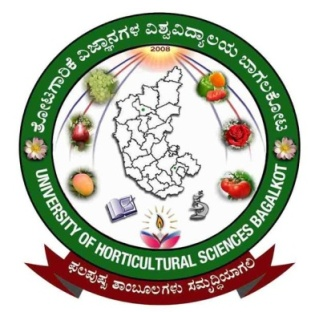 ತೋಟಗಾರಿಕೆ ವಿಜ್ಞಾನಗಳ ವಿಶ್ವವಿದ್ಯಾಲಯ ಬಾಗಲಕೋಟ
2008
UNIVERSITY OF HORTICULTURAL SCIENCES BAGALKOT
ಫಲಪುಷ್ಪ ತಾಂಬೂಲಗಳು ಸಮೃದ್ಧಿಯಾಗಲಿ